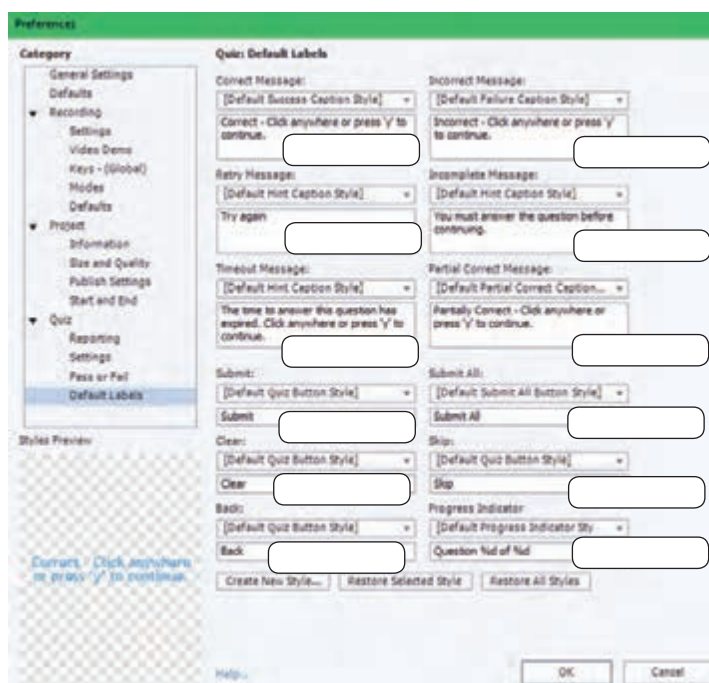 Preferences
Category
General Settings
Defaults
Recording
Settings
Video Demo
Keys - (Global)
Modes
Defaults
Project
Information
Size and Quality
Publish Settings
Start and End
Quiz
Reporting
Settings
Pass or Fail
Default Labels
Styles Preview
Correct - Click anywhere
or press 'y' to continue.
Quiz: Default Labels
Correct Message:
[Default Success Caption Style]
Correct - Click anywhere or press 'y' to
continue.
Incorrect Message:
[Default Failure Caption Style]
Incorrect - Click anywhere or press 'y'
to continue.
Retry Message:
[Default Hint Caption Style]
Try again
Incomplete Message:
[Default Hint Caption Style]
You must answer the question before
continuing.
Timeout Message:
[Default Hint Caption Style]
The time to answer this question has
expired. Click anywhere or press 'y' to
continue.
Partial Correct Message:
[Default Partial Correct Caption...
Partially Correct - Click anywhere or
press 'y' to continue.
Submit:
[Default Quiz Button Style]
Submit
Submit All:
[Default Submit All Button Style]
Submit All
Clear:
[Default Quiz Button Style]
Clear
Skip:
[Default Quiz Button Style]
Skip
Back:
[Default Quiz Button Style]
Back
Progress Indicator
[Default Progress Indicator Sty
Question %d of %d
Create New Style...
Restore Selected Style
Restore All Styles
Help...
OK
Cancel